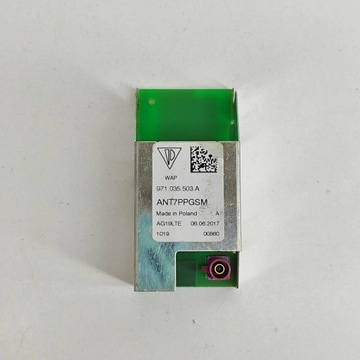 WAP
971.035.503.A
ANT7PPGSM
Made in Poland A
AG19LTE 06.06.2017
1019 00860